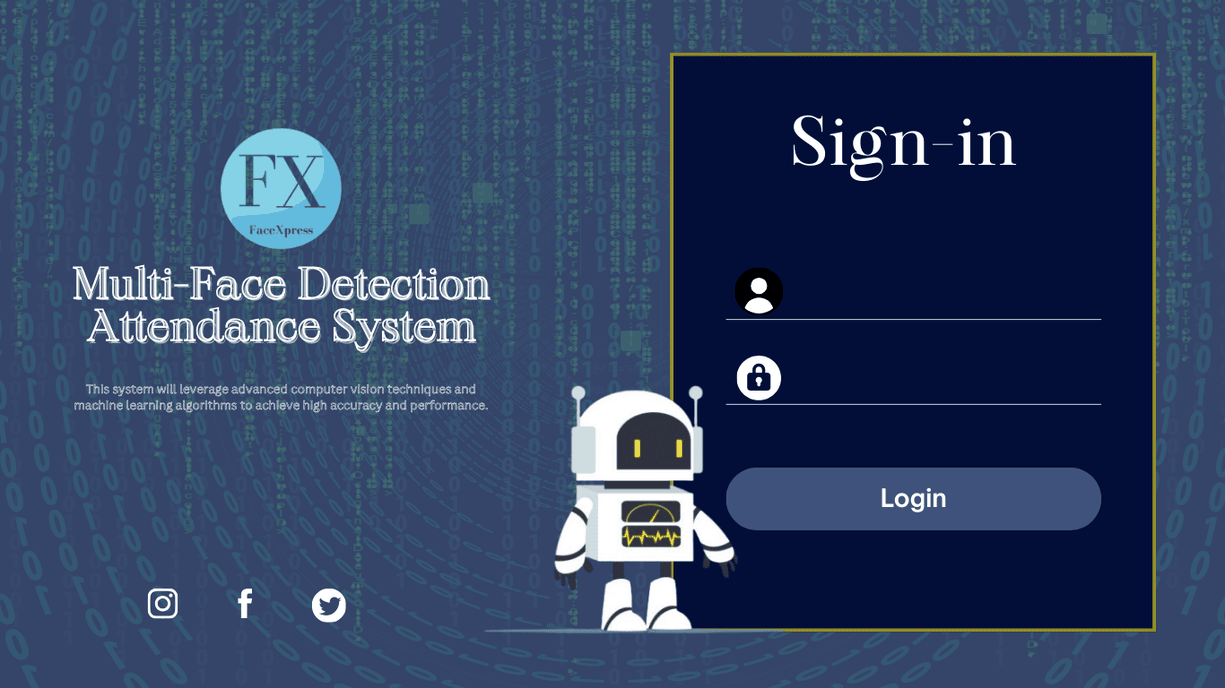 FX
FaceXpress
Multi-Face Detection
Attendance System
This system will leverage advanced computer vision techniques and
machine learning algorithms to achieve high accuracy and performance.
Sign-in
Login